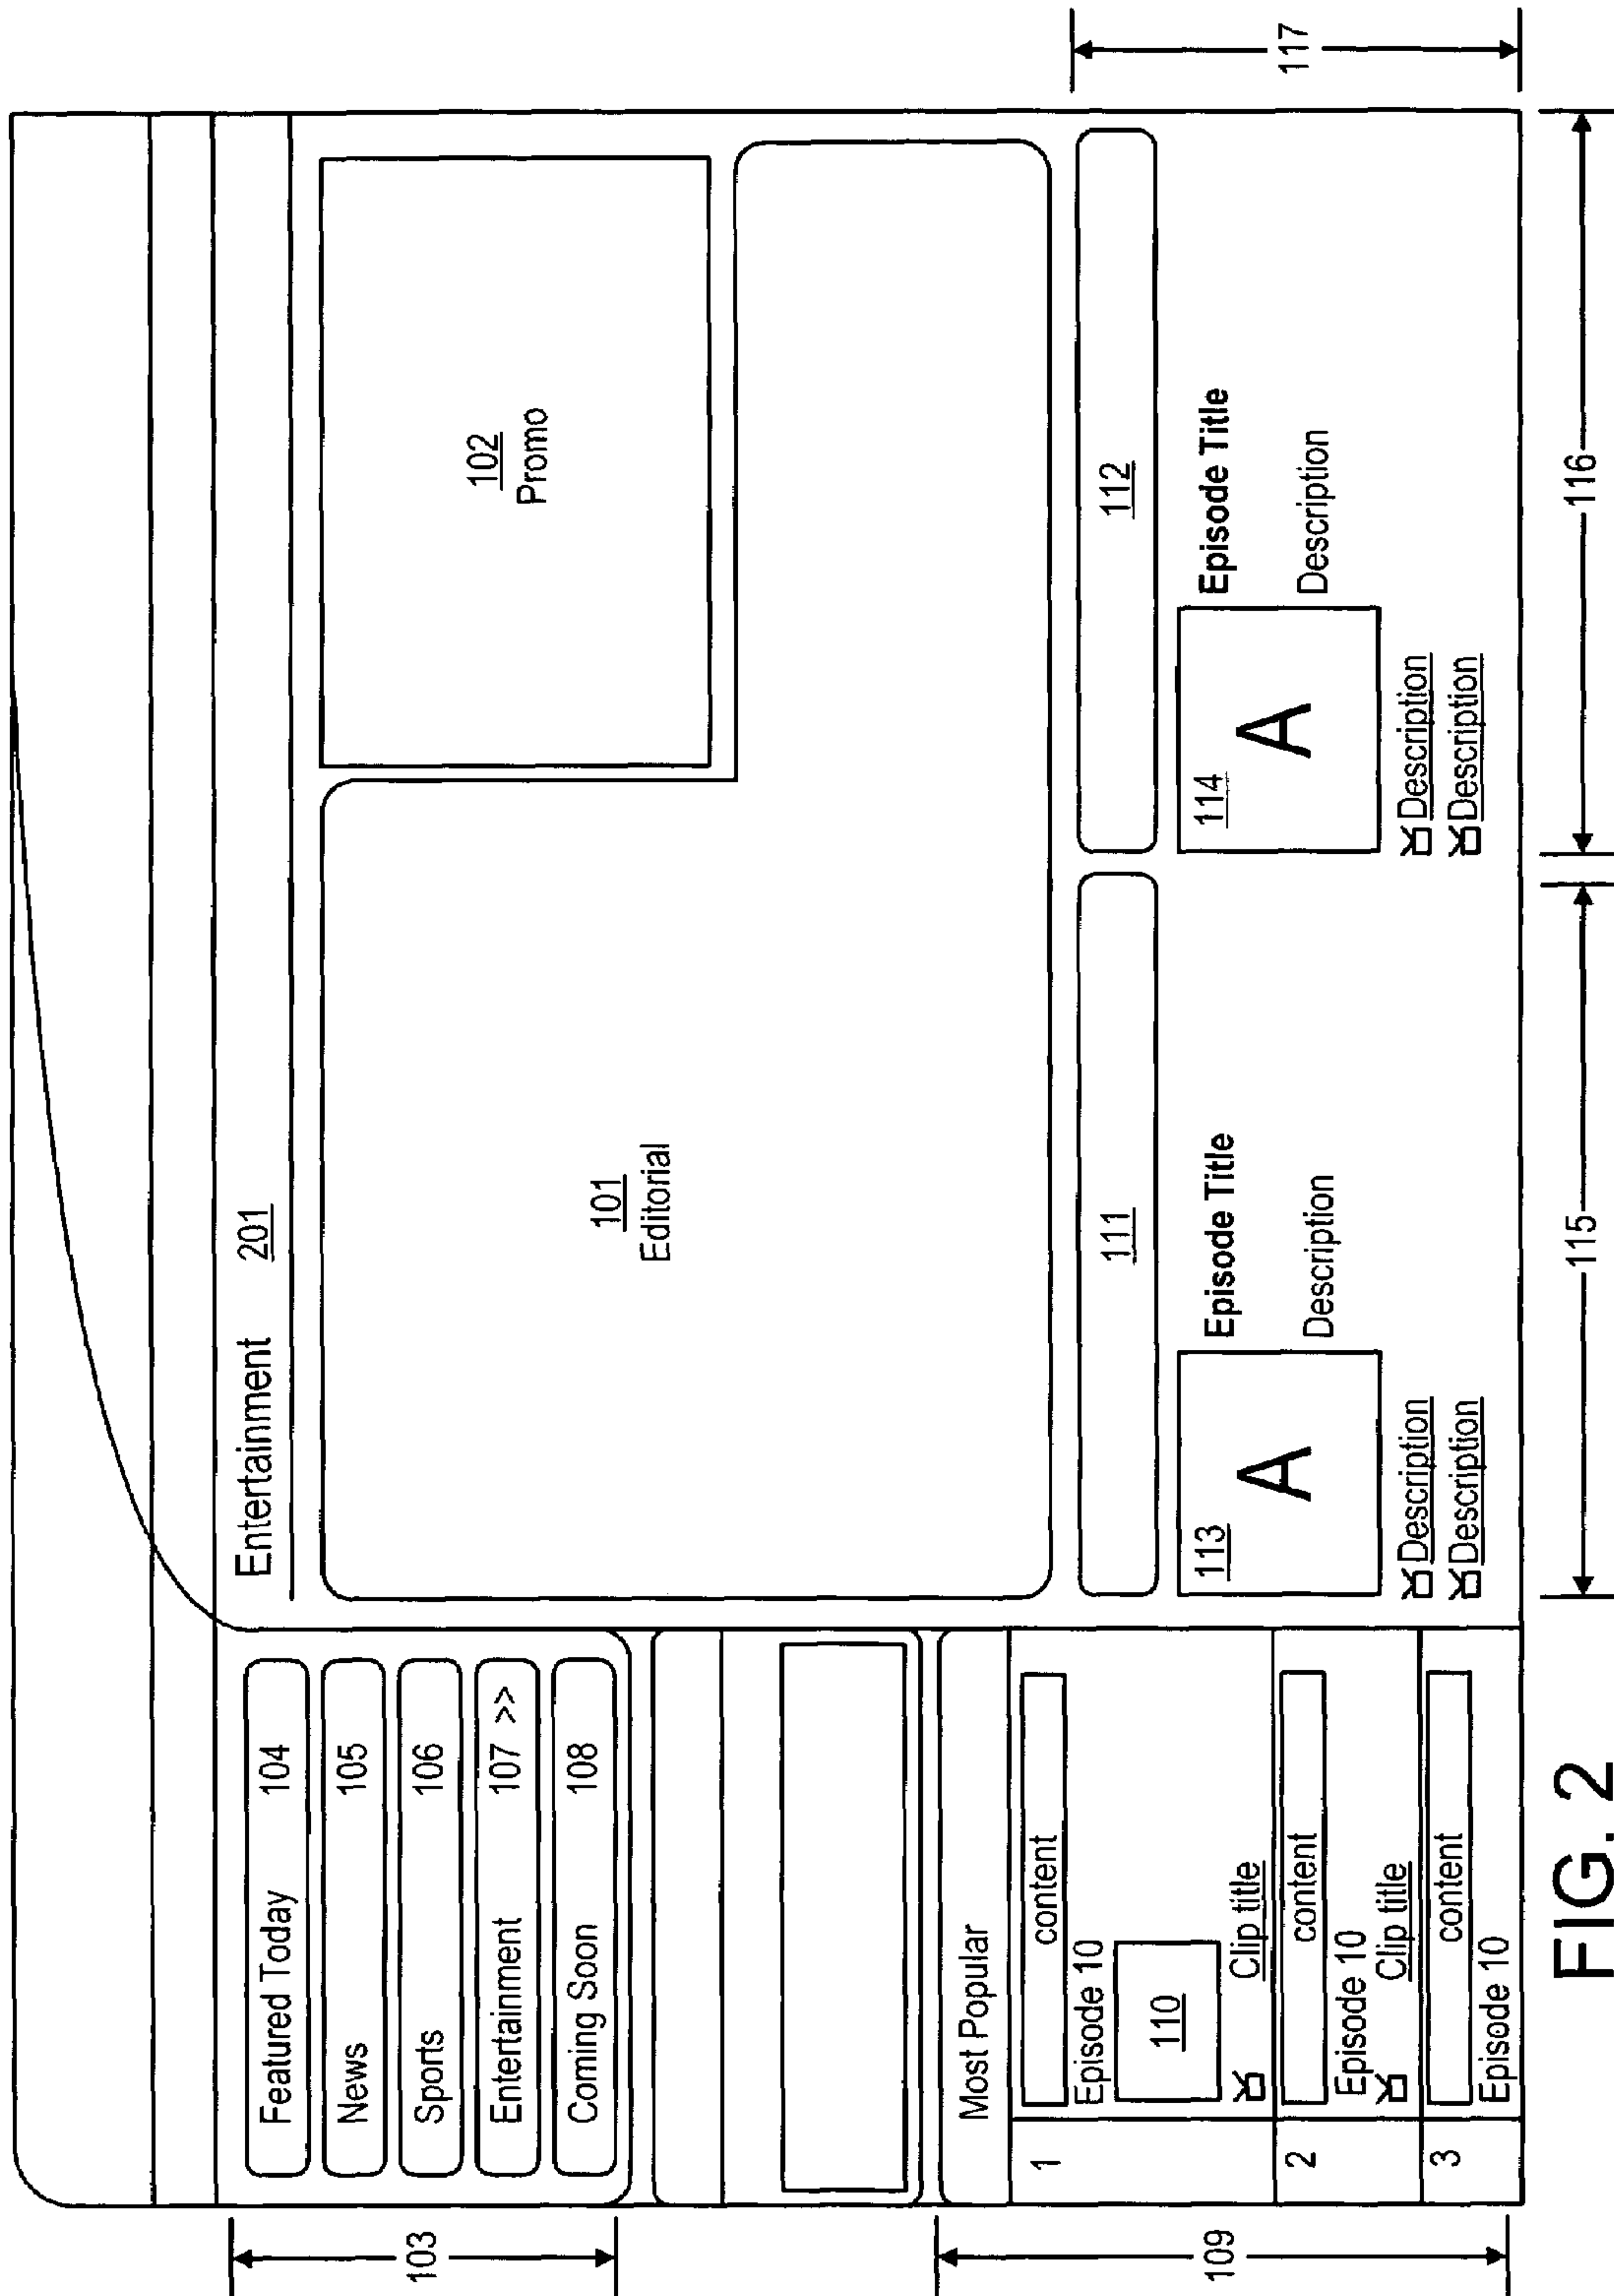 103
Featured Today 104
News 105
Sports 106
Entertainment 107 >>
Coming Soon 108
109
Most Popular
1
content
Episode 10
110
Clip title
2
content
Episode 10
Clip title
3
content
Episode 10
Entertainment 201
101
Editorial
102
Promo
111
113
A
Episode Title
Description
Description
Description
112
114
A
Episode Title
Description
Description
Description
115
116
117
FIG. 2